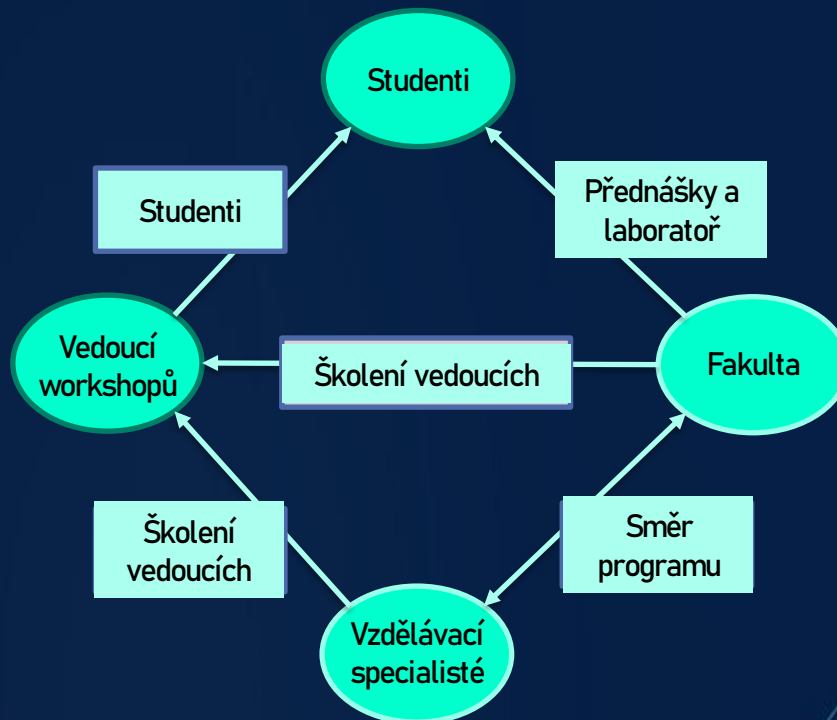 Studenti
Studenti
Přednášky a
laboratoř
Vedoucí
workshopů
Školení vedoucích
Fakulta
Školení
vedoucích
Směr
programu
Vzdělávací
specialisté